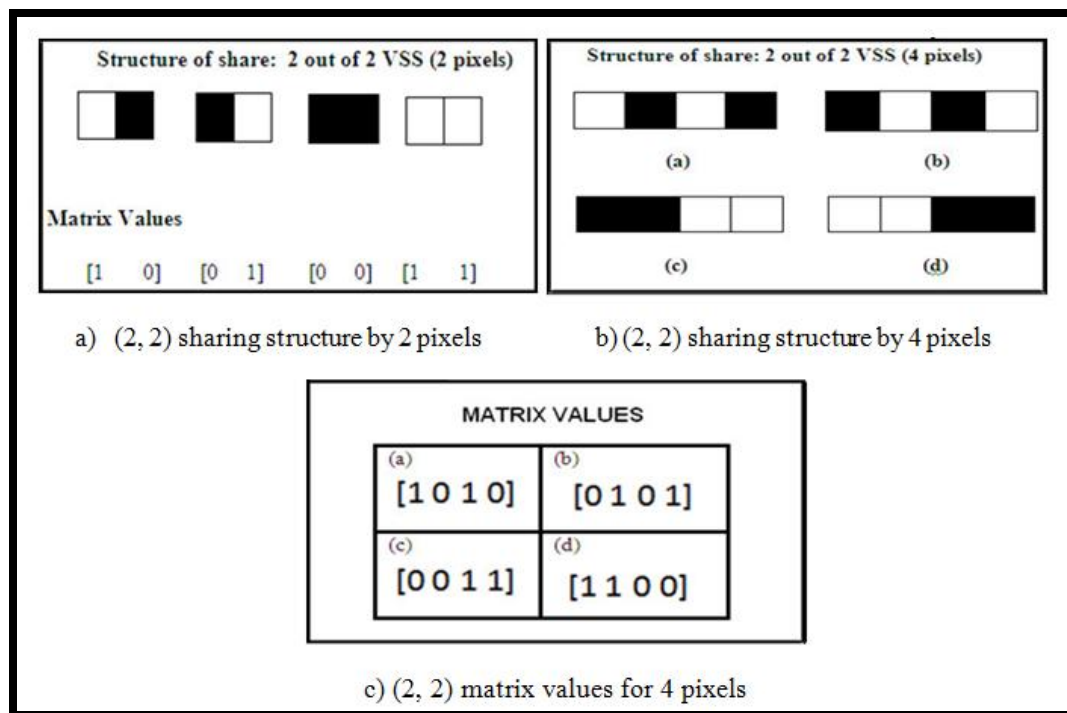 Structure of share: 2 out of 2 VSS (2 pixels)
Matrix Values
[1 0] [0 1] [0 0] [1 1]
Structure of share: 2 out of 2 VSS (4 pixels)
(a) (b)
(c) (d)
a) (2, 2) sharing structure by 2 pixels
b) (2, 2) sharing structure by 4 pixels
MATRIX VALUES
(a) (b)
[1 0 1 0] [0 1 0 1]
(c) (d)
[0 0 1 1] [1 1 0 0]
c) (2, 2) matrix values for 4 pixels